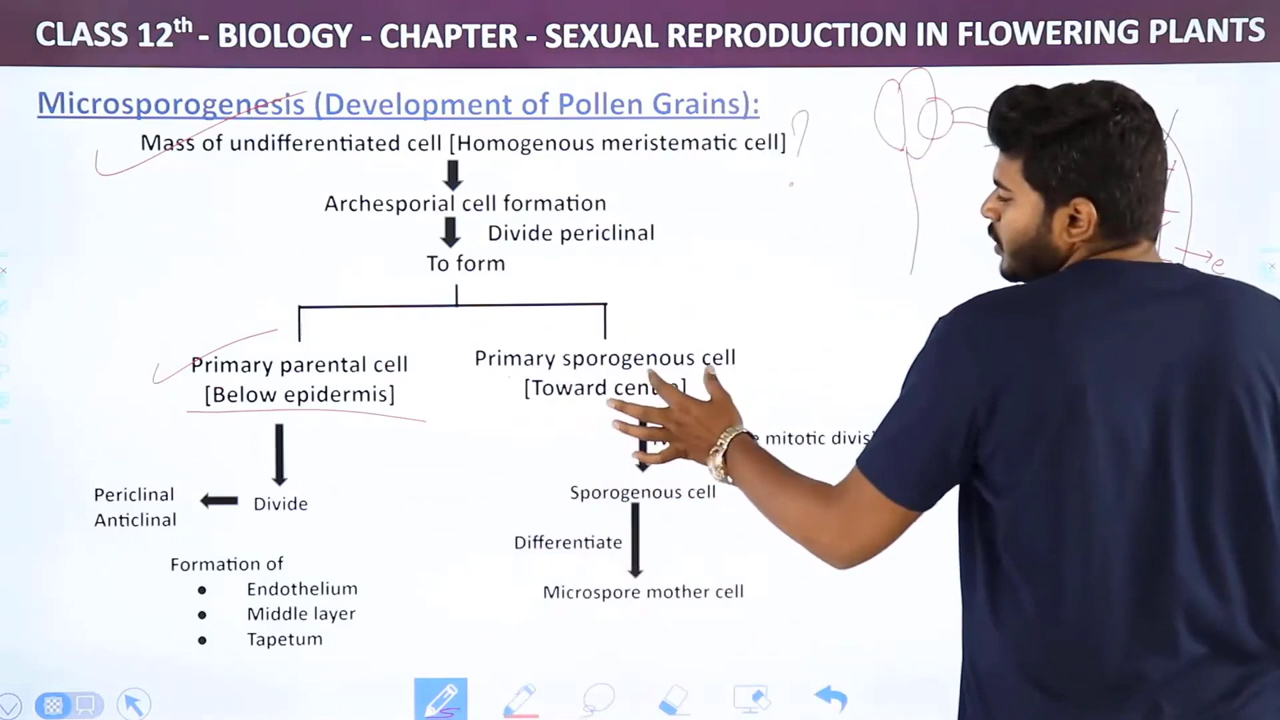 CLASS 12th - BIOLOGY - CHAPTER - SEXUAL REPRODUCTION IN FLOWERING PLANTS
Microsporogenesis (Development of Pollen Grains):
Mass of undifferentiated cell [Homogenous meristematic cell] ?
Archesporial cell formation
Divide periclinal
To form
Primary parental cell
[Below epidermis]
Primary sporogenous cell
[Toward
mitotic
Periclinal
Anticlinal
Divide
Sporogenous cell
Differentiate
Microspore mother cell
Formation of
● Endothelium
● Middle layer
● Tapetum
e